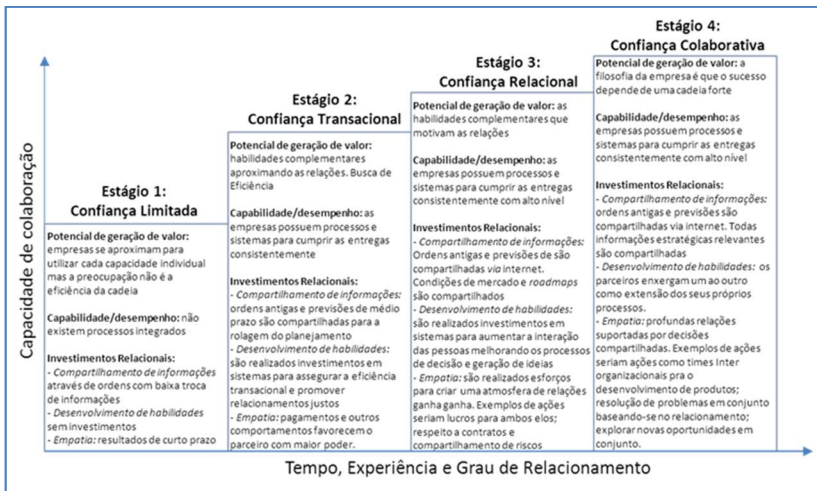 Capacidade de colaboração
Estágio 1:
Confiança Limitada
Potencial de geração de valor:
empresas se aproximam para
utilizar cada capacidade individual
mas a preocupação não é a
eficiência da cadeia
Capabilidade/desempenho: não
existem processos integrados
Investimentos Relacionais:
- Compartilhamento de informações
através de ordens com baixa troca
de informações
- Desenvolvimento de habilidades
sem investimentos
- Empatia: resultados de curto prazo
Estágio 2:
Confiança Transacional
Potencial de geração de valor:
habilidades complementares
aproximando as relações. Busca de
Eficiência
Capabilidade/desempenho: as
empresas possuem processos e
sistemas para cumprir as entregas
consistentemente
Investimentos Relacionais:
- Compartilhamento de informações:
ordens antigas e previsões de médio
prazo são compartilhadas para a
rolagem do planejamento
- Desenvolvimento de habilidades:
são realizados investimentos em
sistemas para assegurar a eficiência
transacional e promover
relacionamentos justos
- Empatia: pagamentos e outros
comportamentos favorecem o
parceiro com maior poder.
Estágio 3:
Confiança Relacional
Potencial de geração de valor: as
habilidades complementares que
motivam as relações
Capabilidade/desempenho: as
empresas possuem processos e
sistemas para cumprir as entregas
consistentemente com alto nível
Investimentos Relacionais:
- Compartilhamento de informações:
Ordens antigas e previsões de são
compartilhadas via internet.
Condições de mercado e roadmaps
são compartilhados
- Desenvolvimento de habilidades:
são realizados investimentos em
sistemas para aumentar a interação
das pessoas melhorando os processos
de decisão e geração de ideias
- Empatia: são realizados esforços
para criar uma atmosfera de relações
ganha ganha. Exemplos de ações
seriam lucros para ambos elos;
respeito a contratos e
compartilhamento de riscos
Estágio 4:
Confiança Colaborativa
Potencial de geração de valor: a
filosofia da empresa é que o sucesso
depende de uma cadeia forte
Capabilidade/desempenho: as
empresas possuem processos e
sistemas para cumprir as entregas
consistentemente com alto nível
Investimentos Relacionais:
- Compartilhamento de informações:
ordens antigas e previsões são
compartilhadas via internet. Todas
informações estratégicas relevantes
são compartilhadas
- Desenvolvimento de habilidades: os
parceiros enxergam um ao outro
como extensão dos seus próprios
processos.
- Empatia: profundas relações
suportadas por decisões
compartilhadas. Exemplos de ações
seriam ações como times Inter
organizacionais pra o
desenvolvimento de produtos;
resolução de problemas em conjunto
baseando-se no relacionamento;
explorar novas oportunidades em
conjunto.
Tempo, Experiência e Grau de Relacionamento